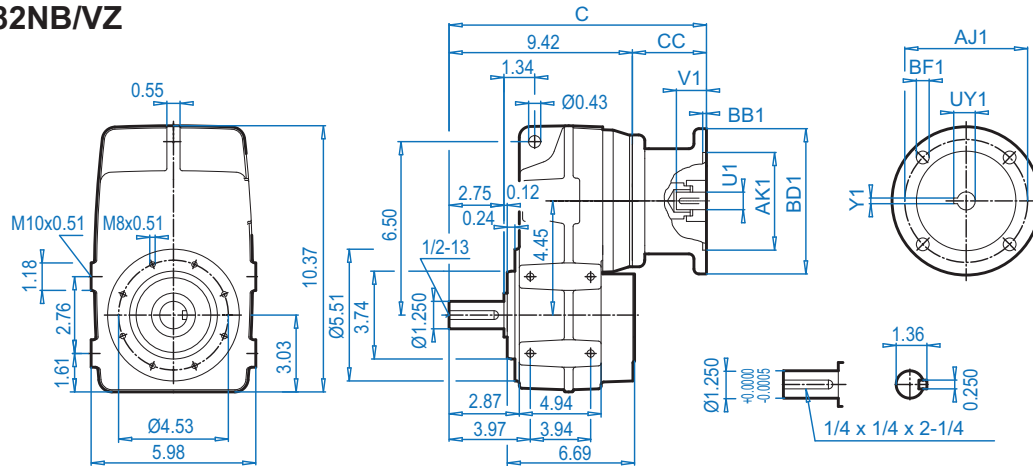 32NB/VZ
C
9.42
CC
AJ1
1.34
V1
BF1
0.55
Ø0.43
BB1
UY1
2.75
0.12
U1
AK1
BD1
M10x0.51
M8x0.51
0.24
6.50
Y1
1/2-13
4.45
1.18
10.37
Ø5.51
3.74
Ø1.250
2.76
3.03
1.61
1.36
Ø1.250
+0.0000
-0.0005
0.250
2.87
4.94
Ø4.53
3.97
3.94
1/4 x 1/4 x 2-1/4
5.98
6.69